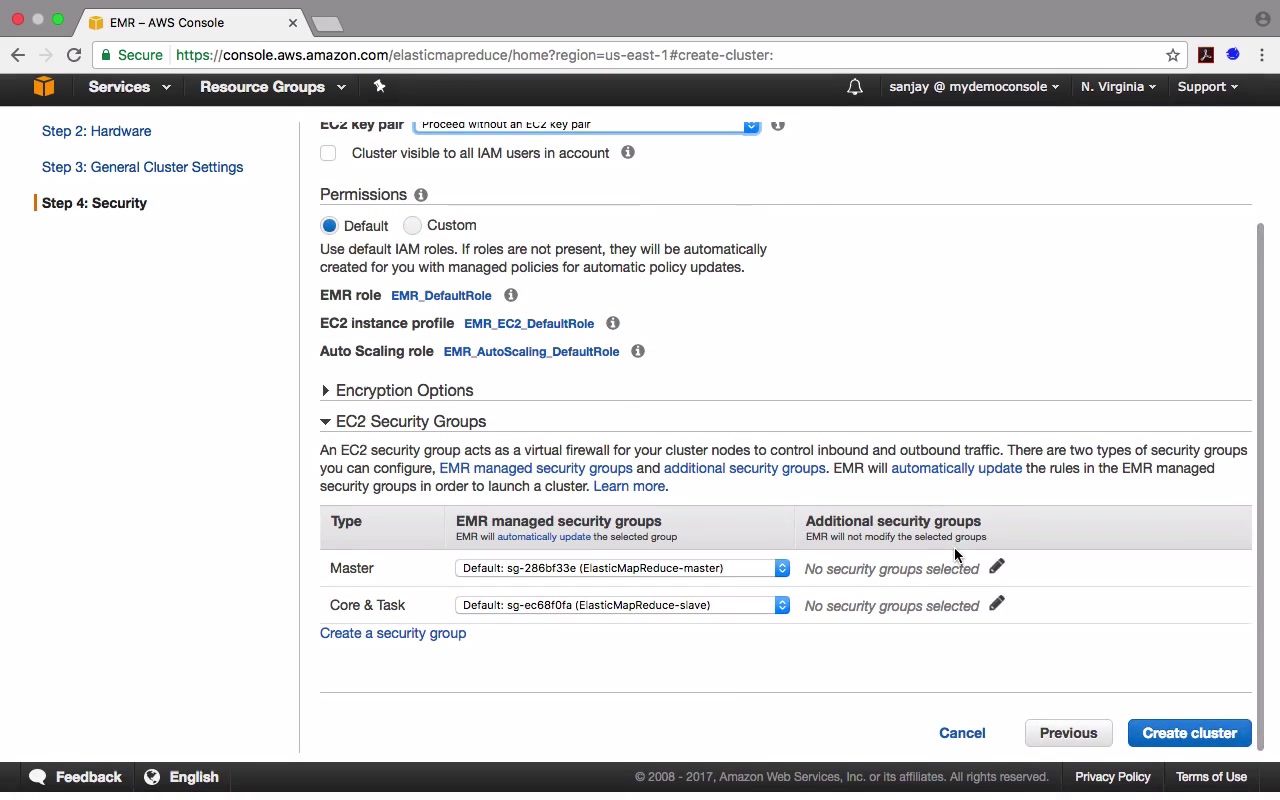 EMR – AWS Console
Secure https://console.aws.amazon.com/elasticmapreduce/home?region=us-east-1#create-cluster:
Services Resource Groups sanjay @ mydemoconsole N. Virginia Support
Step 2: Hardware
Step 3: General Cluster Settings
Step 4: Security
EC2 key pair Proceed without an EC2 key pair
Cluster visible to all IAM users in account
Permissions
Default Custom
Use default IAM roles. If roles are not present, they will be automatically
created for you with managed policies for automatic policy updates.
EMR role EMR_DefaultRole
EC2 instance profile EMR_EC2_DefaultRole
Auto Scaling role EMR_AutoScaling_DefaultRole
Encryption Options
EC2 Security Groups
An EC2 security group acts as a virtual firewall for your cluster nodes to control inbound and outbound traffic. There are two types of security groups
you can configure, EMR managed security groups and additional security groups. EMR will automatically update the rules in the EMR managed
security groups in order to launch a cluster. Learn more.
Type EMR managed security groups Additional security groups
EMR will automatically update the selected group EMR will not modify the selected groups
Master Default: sg-286bf33e (ElasticMapReduce-master) No security groups selected
Core & Task Default: sg-ec68f0fa (ElasticMapReduce-slave) No security groups selected
Create a security group
Cancel Previous Create cluster
Feedback English © 2008 - 2017, Amazon Web Services, Inc. or its affiliates. All rights reserved. Privacy Policy Terms of Use